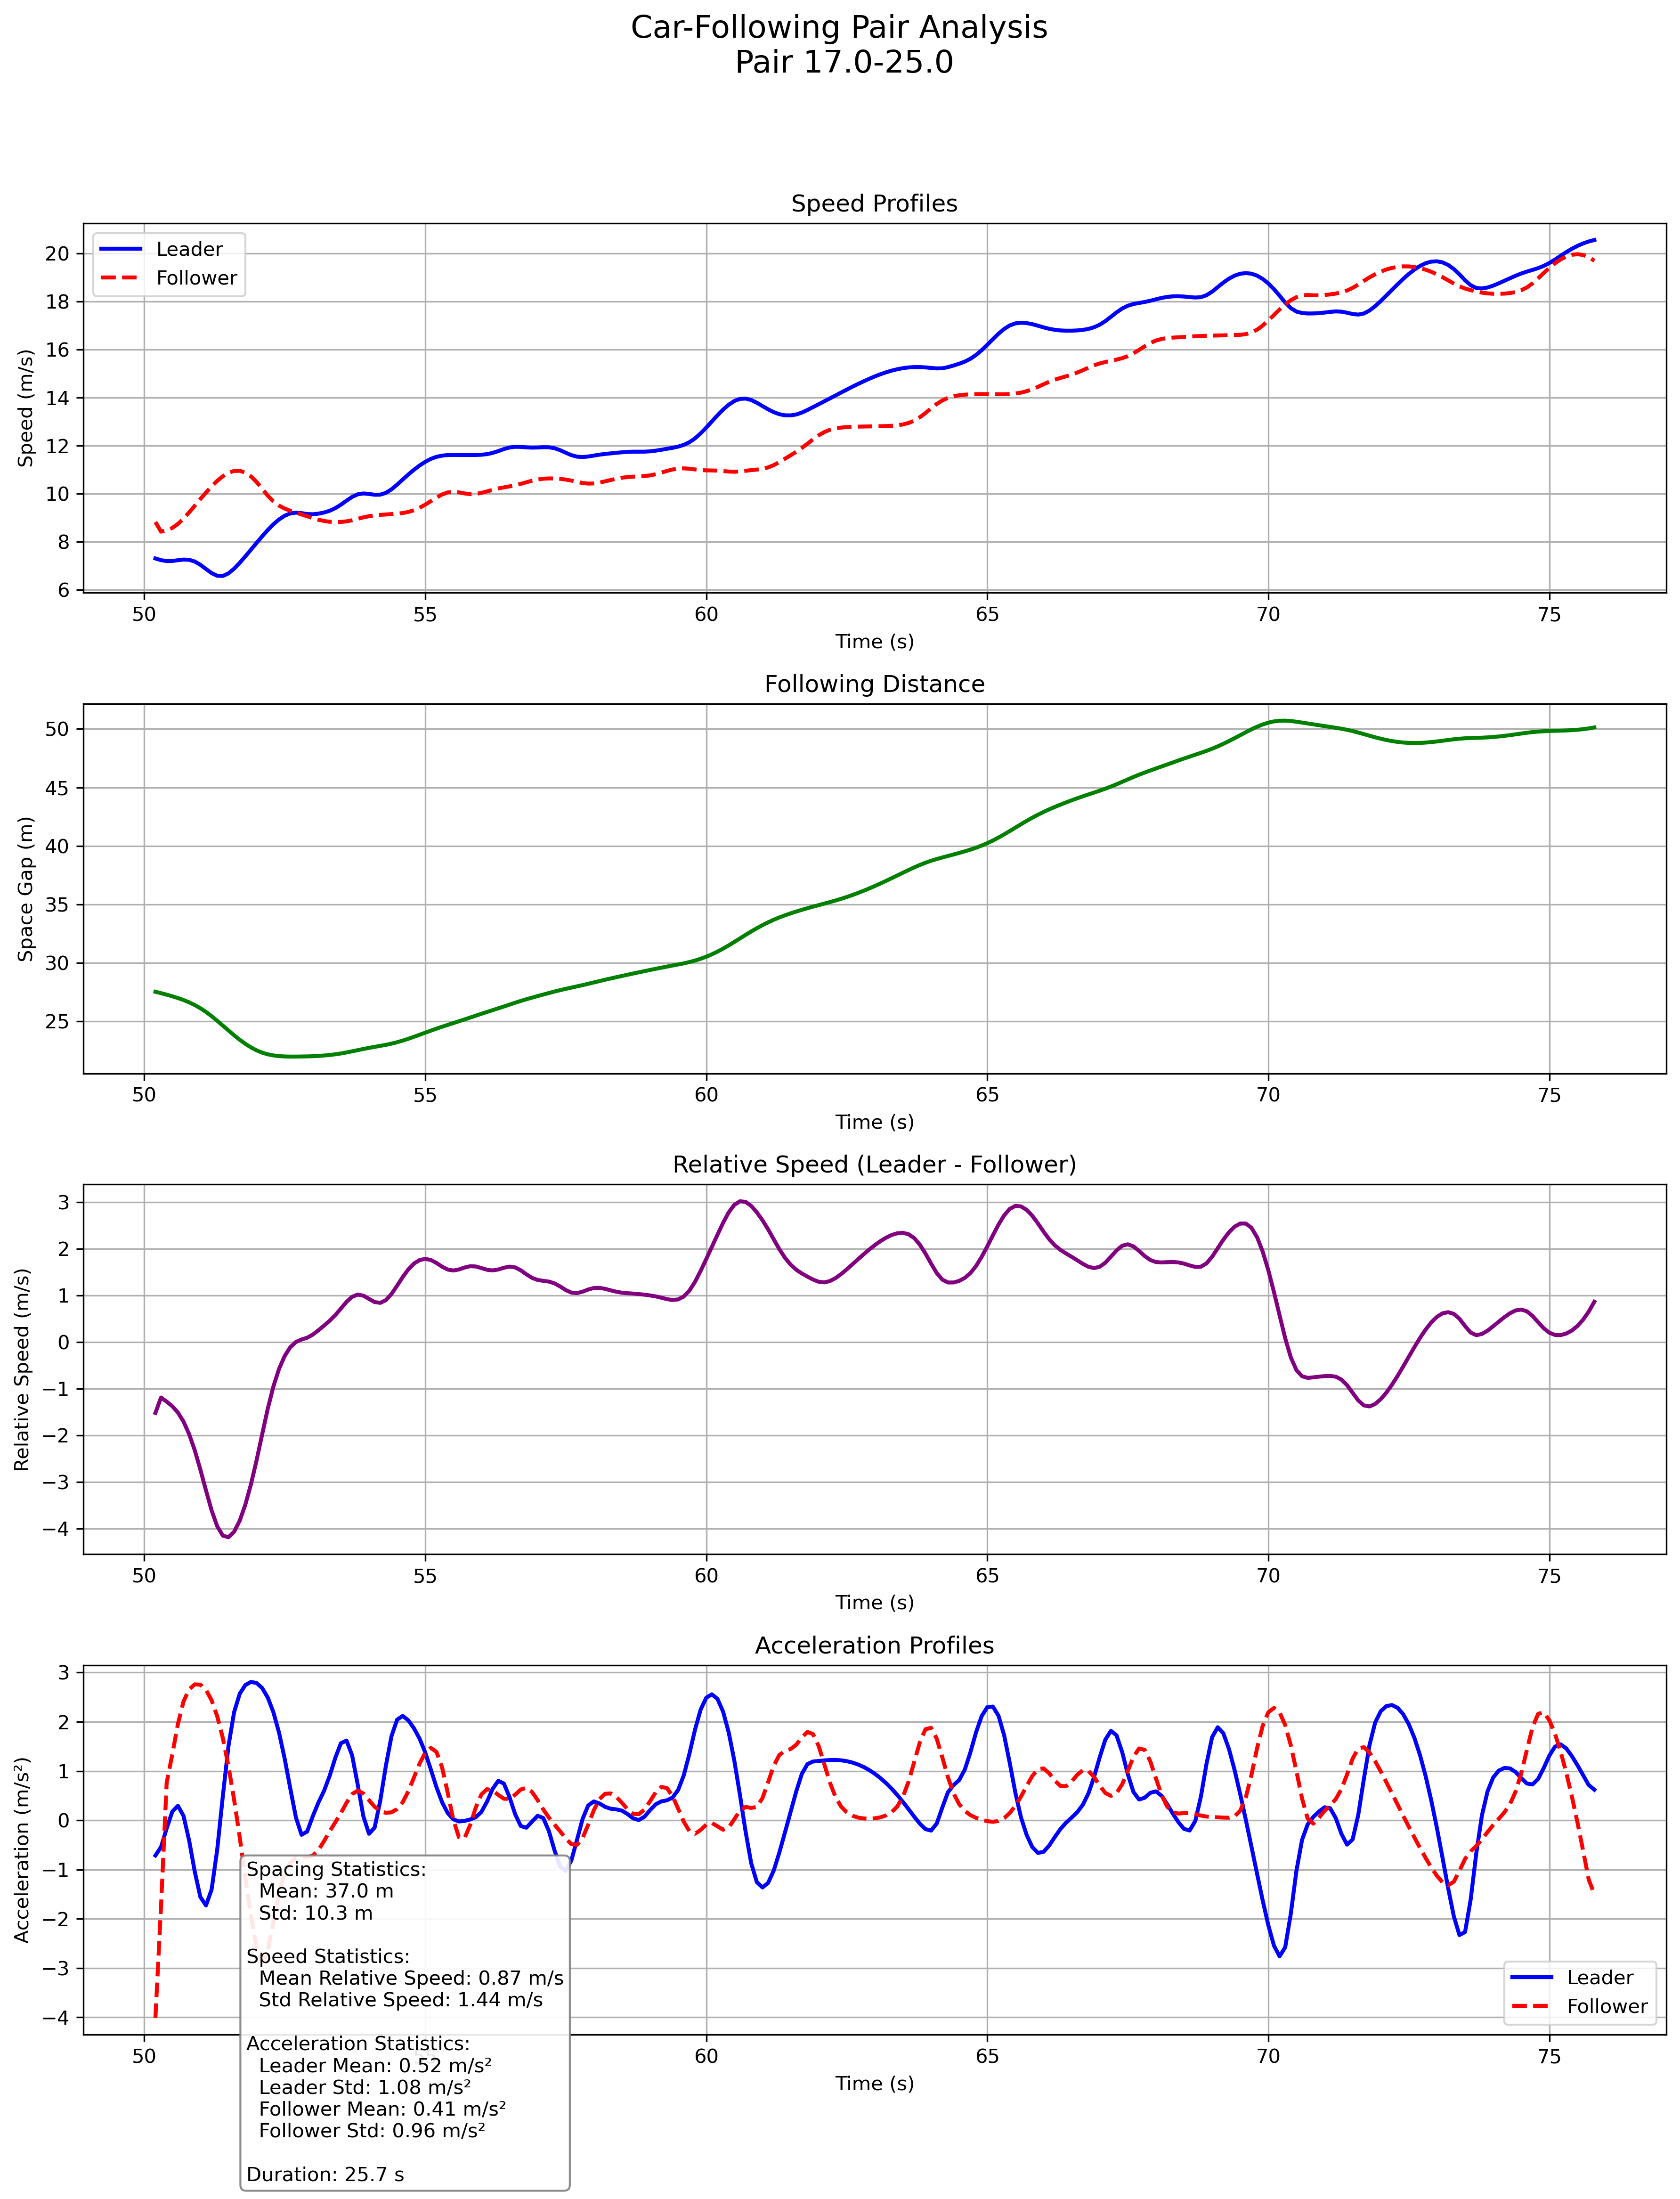 Car-Following Pair Analysis
Pair 17.0-25.0
Speed Profiles
Leader
Follower
Speed (m/s)
20
18
16
14
12
10
8
6
50 55 60 65 70 75
Time (s)
Following Distance
Space Gap (m)
50
45
40
35
30
25
50 55 60 65 70 75
Time (s)
Relative Speed (Leader - Follower)
Relative Speed (m/s)
3
2
1
0
−1
−2
−3
−4
50 55 60 65 70 75
Time (s)
Acceleration Profiles
Acceleration (m/s²)
3
2
1
0
−1
−2
−3
−4
Leader
Follower
50 60 65 70 75
Time (s)
Spacing Statistics:
Mean: 37.0 m
Std: 10.3 m
Speed Statistics:
Mean Relative Speed: 0.87 m/s
Std Relative Speed: 1.44 m/s
Acceleration Statistics:
Leader Mean: 0.52 m/s²
Leader Std: 1.08 m/s²
Follower Mean: 0.41 m/s²
Follower Std: 0.96 m/s²
Duration: 25.7 s